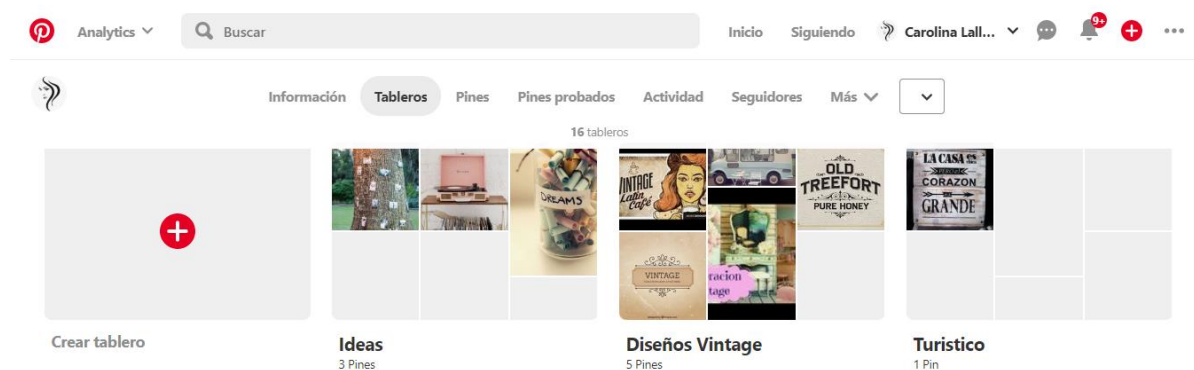 Analytics
Buscar
Inicio
Siguiendo
Carolina Lall...
9+
Información
Tableros
Pines
Pines probados
Actividad
Seguidores
Más
16 tableros
DREAMS
VINTAGE
Latin
Café
OLD
TREEFORT
PURE HONEY
VINTAGE
racion
tage
LA CASA
CORAZON
GRANDE
Crear tablero
Ideas
3 Pines
Diseños Vintage
5 Pines
Turistico
1 Pin